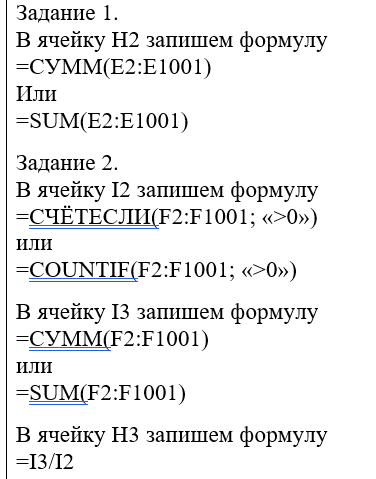 Задание 1.
В ячейку H2 запишем формулу
=СУММ(E2:E1001)
Или
=SUM(E2:E1001)
Задание 2.
В ячейку I2 запишем формулу
=СЧЁТЕСЛИ(F2:F1001; «>0»)
или
=COUNTIF(F2:F1001; «>0»)
В ячейку I3 запишем формулу
=СУММ(F2:F1001)
или
=SUM(F2:F1001)
В ячейку H3 запишем формулу
=I3/I2